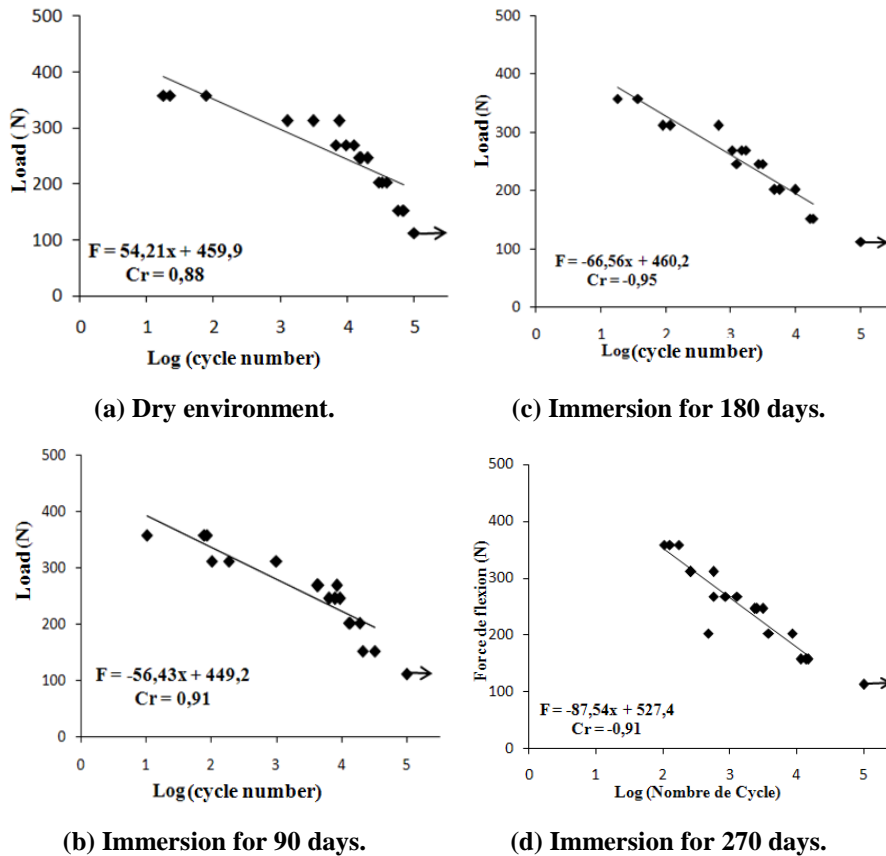 500
400
300
200
100
0
Load ( N)
F = 54,21x + 459,9
Cr = 0,88
0 1 2 3 4 5
Log (cycle number)
(a) Dry environment.
500
400
300
200
100
0
Load (N)
F = -66,56x + 460,2
Cr = -0,95
0 1 2 3 4 5
Log (cycle number)
(c) Immersion for 180 days.
500
400
300
200
100
0
Load (N)
F = -56,43x + 449,2
Cr = 0,91
0 1 2 3 4 5
Log (cycle number)
(b) Immersion for 90 days.
500
400
300
200
100
0
Force de flexion (N)
F = -87,54x + 527,4
Cr = -0,91
0 1 2 3 4 5
Log (Nombre de Cycle)
(d) Immersion for 270 days.